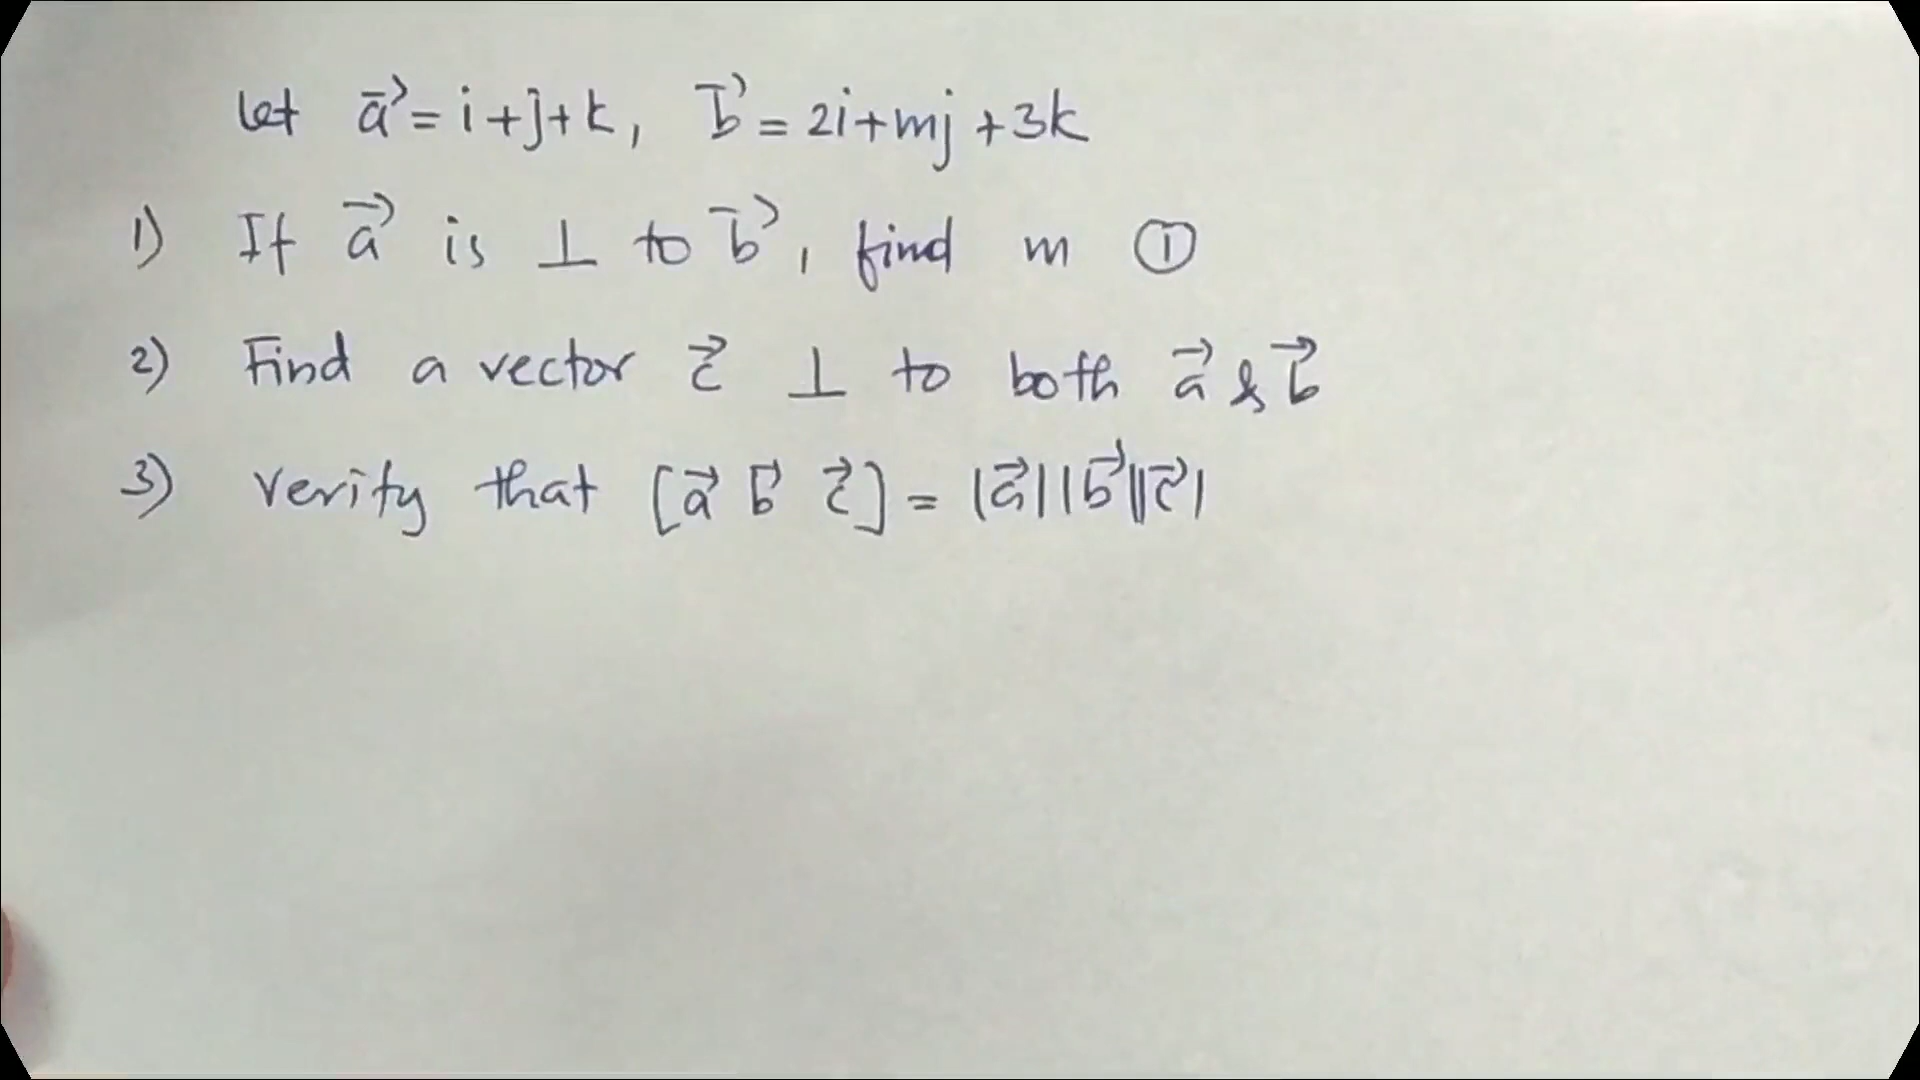 let a⃗ = i+j+k, b⃗ = 2i+mj+3k
1) If a⃗ is ⊥ to b⃗, find m ①
2) Find a vector c⃗ ⊥ to both a⃗ & b⃗
3) verify that [a⃗ b⃗ c⃗] = |a⃗||b⃗||c⃗|